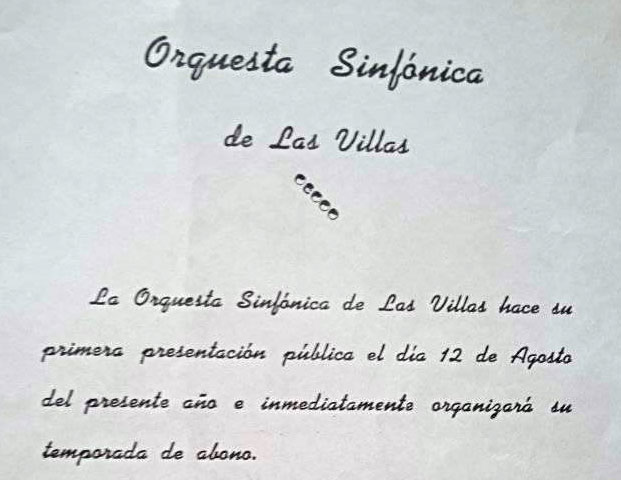 Orquesta Sinfónica
de Las Villas
La Orquesta Sinfónica de Las Villas hace su
primera presentación pública el día 12 de Agosto
del presente año e inmediatamente organizará su
temporada de abono.